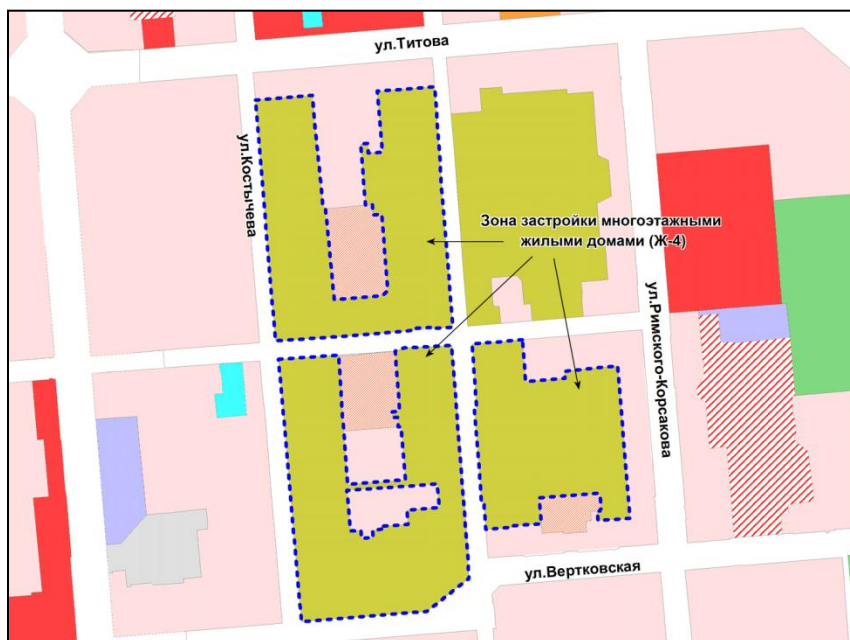 ул.Титова
ул.Костычева
Зона застройки многоэтажными
жилыми домами (Ж-4)
ул.Римского-Корсакова
ул.Вертковская